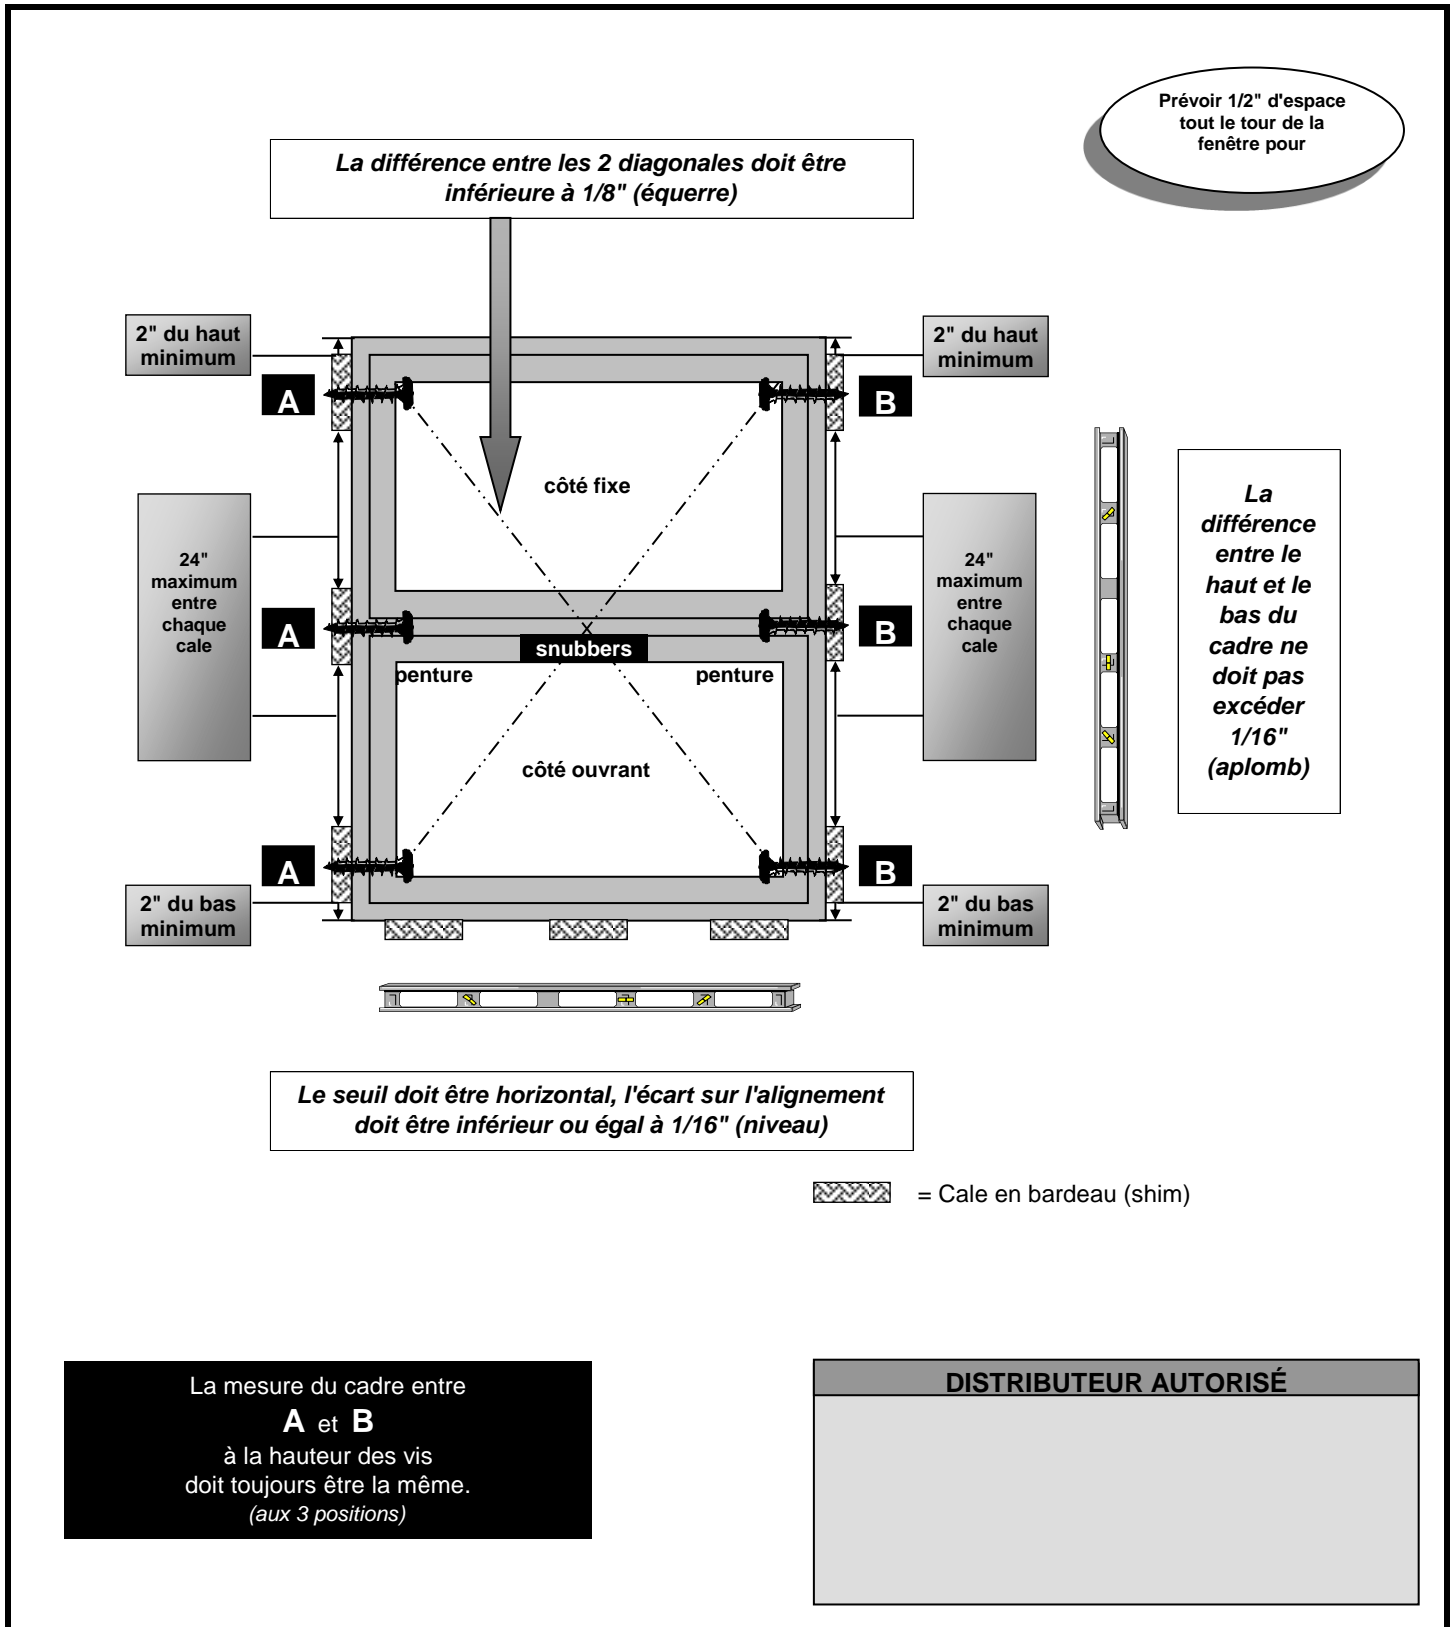 Prévoir 1/2" d'espace
tout le tour de la
fenêtre pour
La différence entre les 2 diagonales doit être
inférieure à 1/8" (équerre)
2" du haut
minimum
2" du haut
minimum
A
B
côté fixe
La
différence
entre le
haut et le
bas du
cadre ne
doit pas
excéder
1/16"
(aplomb)
24"
maximum
entre
chaque
cale
24"
maximum
entre
chaque
cale
A
B
snubbers
penture
penture
côté ouvrant
A
B
2" du bas
minimum
2" du bas
minimum
Le seuil doit être horizontal, l'écart sur l'alignement
doit être inférieur ou égal à 1/16" (niveau)
= Cale en bardeau (shim)
La mesure du cadre entre
A et B
à la hauteur des vis
doit toujours être la même.
(aux 3 positions)
DISTRIBUTEUR AUTORISÉ